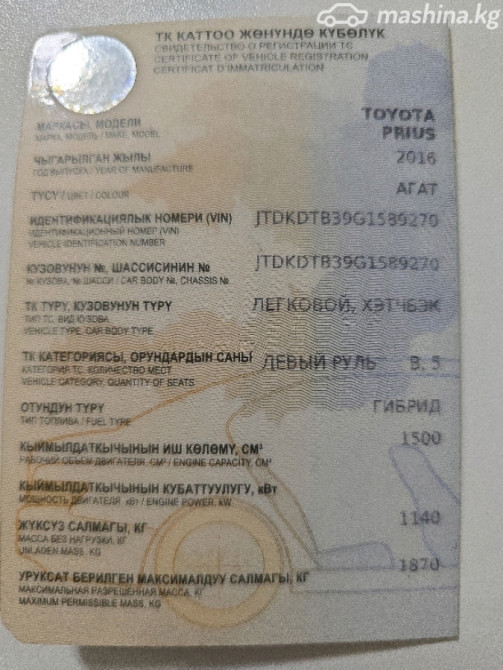 mashina.kg
ТК КАТТОО ЖӨНҮНДӨ КҮБӨЛҮК
СВИДЕТЕЛЬСТВО О РЕГИСТРАЦИИ ТС
CERTIFICATE OF VEHICLE REGISTRATION
CERTIFICAT D'IMMATRICULATION
МАРКАСЫ, МОДЕЛИ
МАРКА, МОДЕЛЬ / MAKE, MODEL
TOYOTA
PRIUS
ЧЫГАРЫЛГАН ЖЫЛЫ
ГОД ВЫПУСКА / YEAR OF MANUFACTURE
2016
ТҮСҮ / ЦВЕТ / COLOUR
АГАТ
ИДЕНТИФИКАЦИЯЛЫК НОМЕРИ (VIN)
ИДЕНТИФИКАЦИОННЫЙ НОМЕР (VIN)
VEHICLE IDENTIFICATION NUMBER
JTDKDTB39G1589270
КУЗОВУНУН №, ШАССИСИНИН №
КУЗОВА №, № ШАССИ / CAR BODY №, CHASSIS №
JTDKDTB39G1589270
ТК ТҮРҮ, КУЗОВУНУН ТҮРҮ
ТИП ТС, ВИД КУЗОВА
VEHICLE TYPE, CAR BODY TYPE
ЛЕГКОВОЙ, ХЭТЧБЭК
ТК КАТЕГОРИЯСЫ, ОРУНДАРДЫН САНЫ
КАТЕГОРИЯ ТС, КОЛИЧЕСТВО МЕСТ
VEHICLE CATEGORY, QUANTITY OF SEATS
ЛЕВЫЙ РУЛЬ B, 5
ОТУНДУН ТҮРҮ
ТИП ТОПЛИВА / FUEL TYPE
ГИБРИД
КЫЙМЫЛДАТКЫЧЫНЫН ИШ КӨЛӨМҮ, СМ³
РАБОЧИЙ ОБЪЕМ ДВИГАТЕЛЯ, СМ³ / ENGINE CAPACITY, СМ³
1500
КЫЙМЫЛДАТКЫЧЫНЫН КУБАТТУУЛУГУ, кВт
МОЩНОСТЬ ДВИГАТЕЛЯ, кВт / ENGINE POWER, kW
ЖҮКСҮЗ САЛМАГЫ, КГ
МАССА БЕЗ НАГРУЗКИ, КГ
UNLADEN MASS, KG
1140
УРУКСАТ БЕРИЛГЕН МАКСИМАЛДУУ САЛМАГЫ, КГ
МАКСИМАЛЬНАЯ РАЗРЕШЕННАЯ МАССА, КГ
MAXIMUM PERMISSIBLE MASS, KG
1870